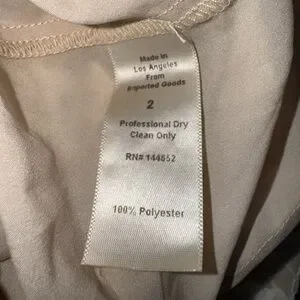 Made in
Los Angeles
From
Imported Goods
2
Professional Dry
Clean Only
RN# 144652
100% Polyester